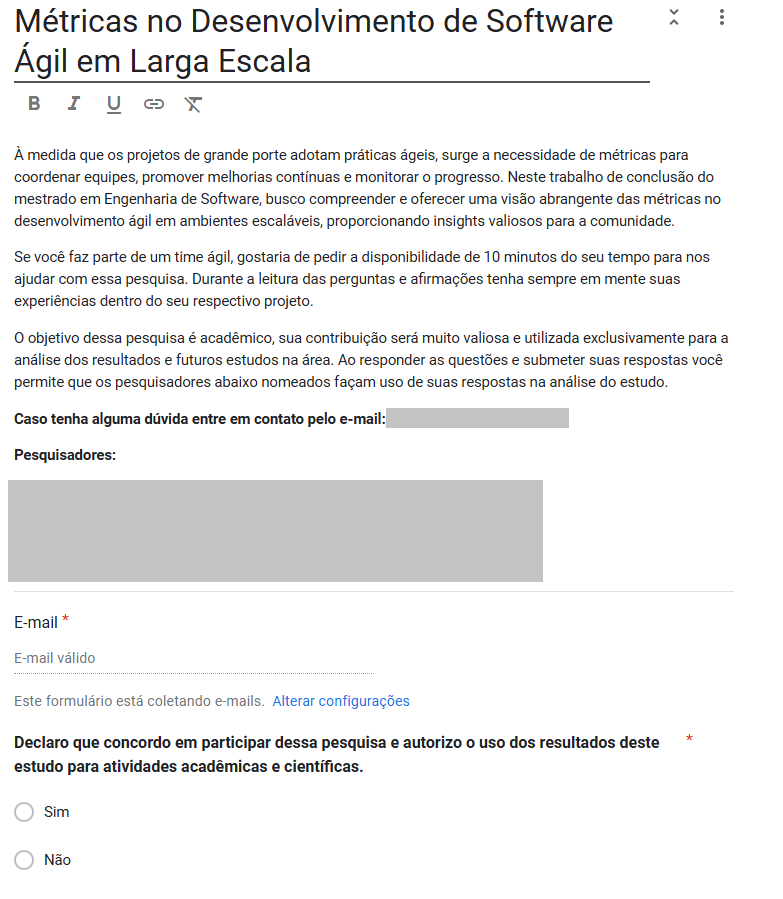 Métricas no Desenvolvimento de Software
Ágil em Larga Escala
B I U
À medida que os projetos de grande porte adotam práticas ágeis, surge a necessidade de métricas para
coordenar equipes, promover melhorias contínuas e monitorar o progresso. Neste trabalho de conclusão do
mestrado em Engenharia de Software, busco compreender e oferecer uma visão abrangente das métricas no
desenvolvimento ágil em ambientes escaláveis, proporcionando insights valiosos para a comunidade.
Se você faz parte de um time ágil, gostaria de pedir a disponibilidade de 10 minutos do seu tempo para nos
ajudar com essa pesquisa. Durante a leitura das perguntas e afirmações tenha sempre em mente suas
experiências dentro do seu respectivo projeto.
O objetivo dessa pesquisa é acadêmico, sua contribuição será muito valiosa e utilizada exclusivamente para a
análise dos resultados e futuros estudos na área. Ao responder as questões e submeter suas respostas você
permite que os pesquisadores abaixo nomeados façam uso de suas respostas na análise do estudo.
Caso tenha alguma dúvida entre em contato pelo e-mail:
Pesquisadores:
E-mail *
E-mail válido
Este formulário está coletando e-mails. Alterar configurações
Declaro que concordo em participar dessa pesquisa e autorizo o uso dos resultados deste *
estudo para atividades acadêmicas e científicas.
Sim
Não